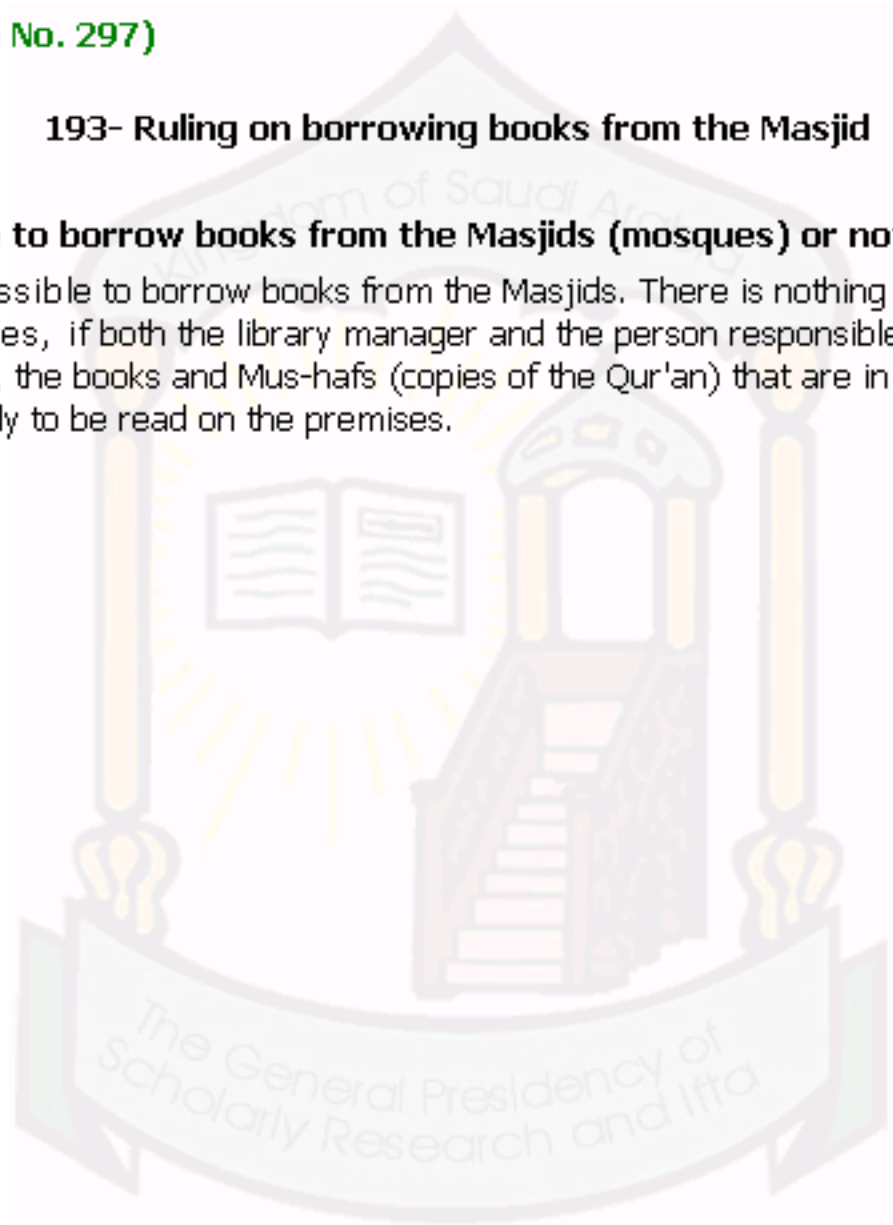 No. 297)
193- Ruling on borrowing books from the Masjid
to borrow books from the Masjids (mosques) or no
ssible to borrow books from the Masjids. There is nothing
es, if both the library manager and the person responsible
the books and Mus-hafs (copies of the Qur'an) that are in
ly to be read on the premises.
Kingdom of Saudi Arabia
The General Presidency of
Scholarly Research and Ifta